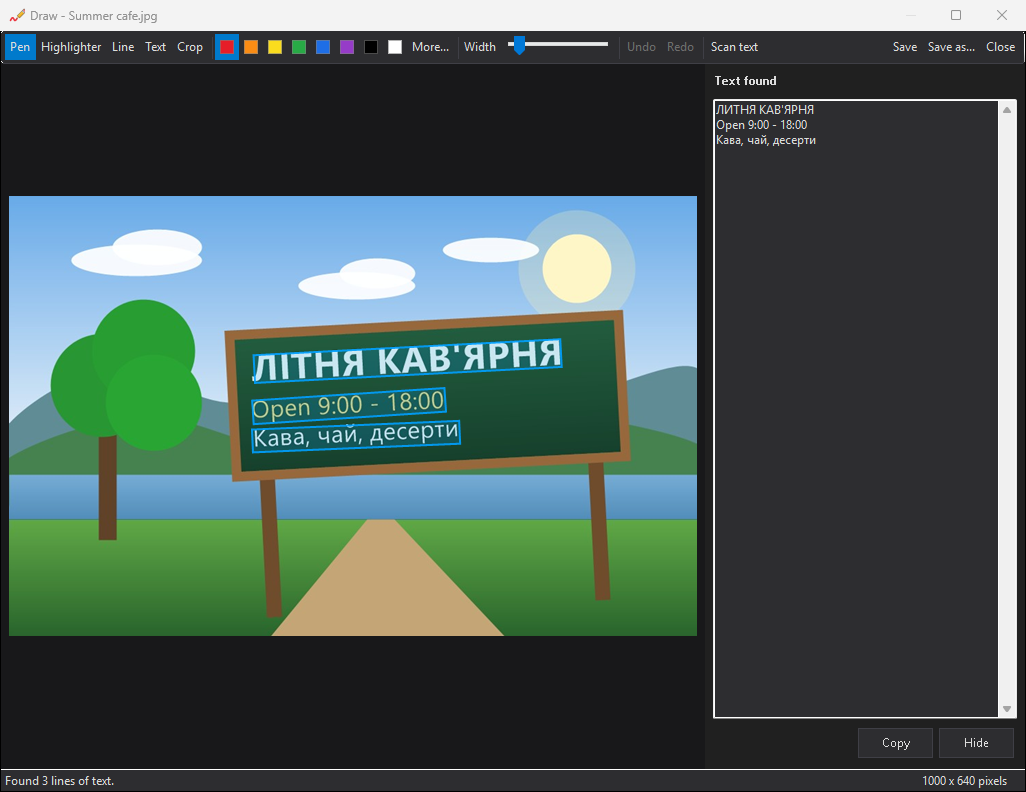 Draw - Summer cafe.jpg
Pen Highlighter Line Text Crop More... Width Undo Redo Scan text Save Save as... Close
Text found
ЛИТНЯ КАВ'ЯРНЯ
Open 9:00 - 18:00
Кава, чай, десерти
ЛІТНЯ КАВ'ЯРНЯ
Open 9:00 - 18:00
Кава, чай, десерти
Copy Hide
Found 3 lines of text.
1000 x 640 pixels